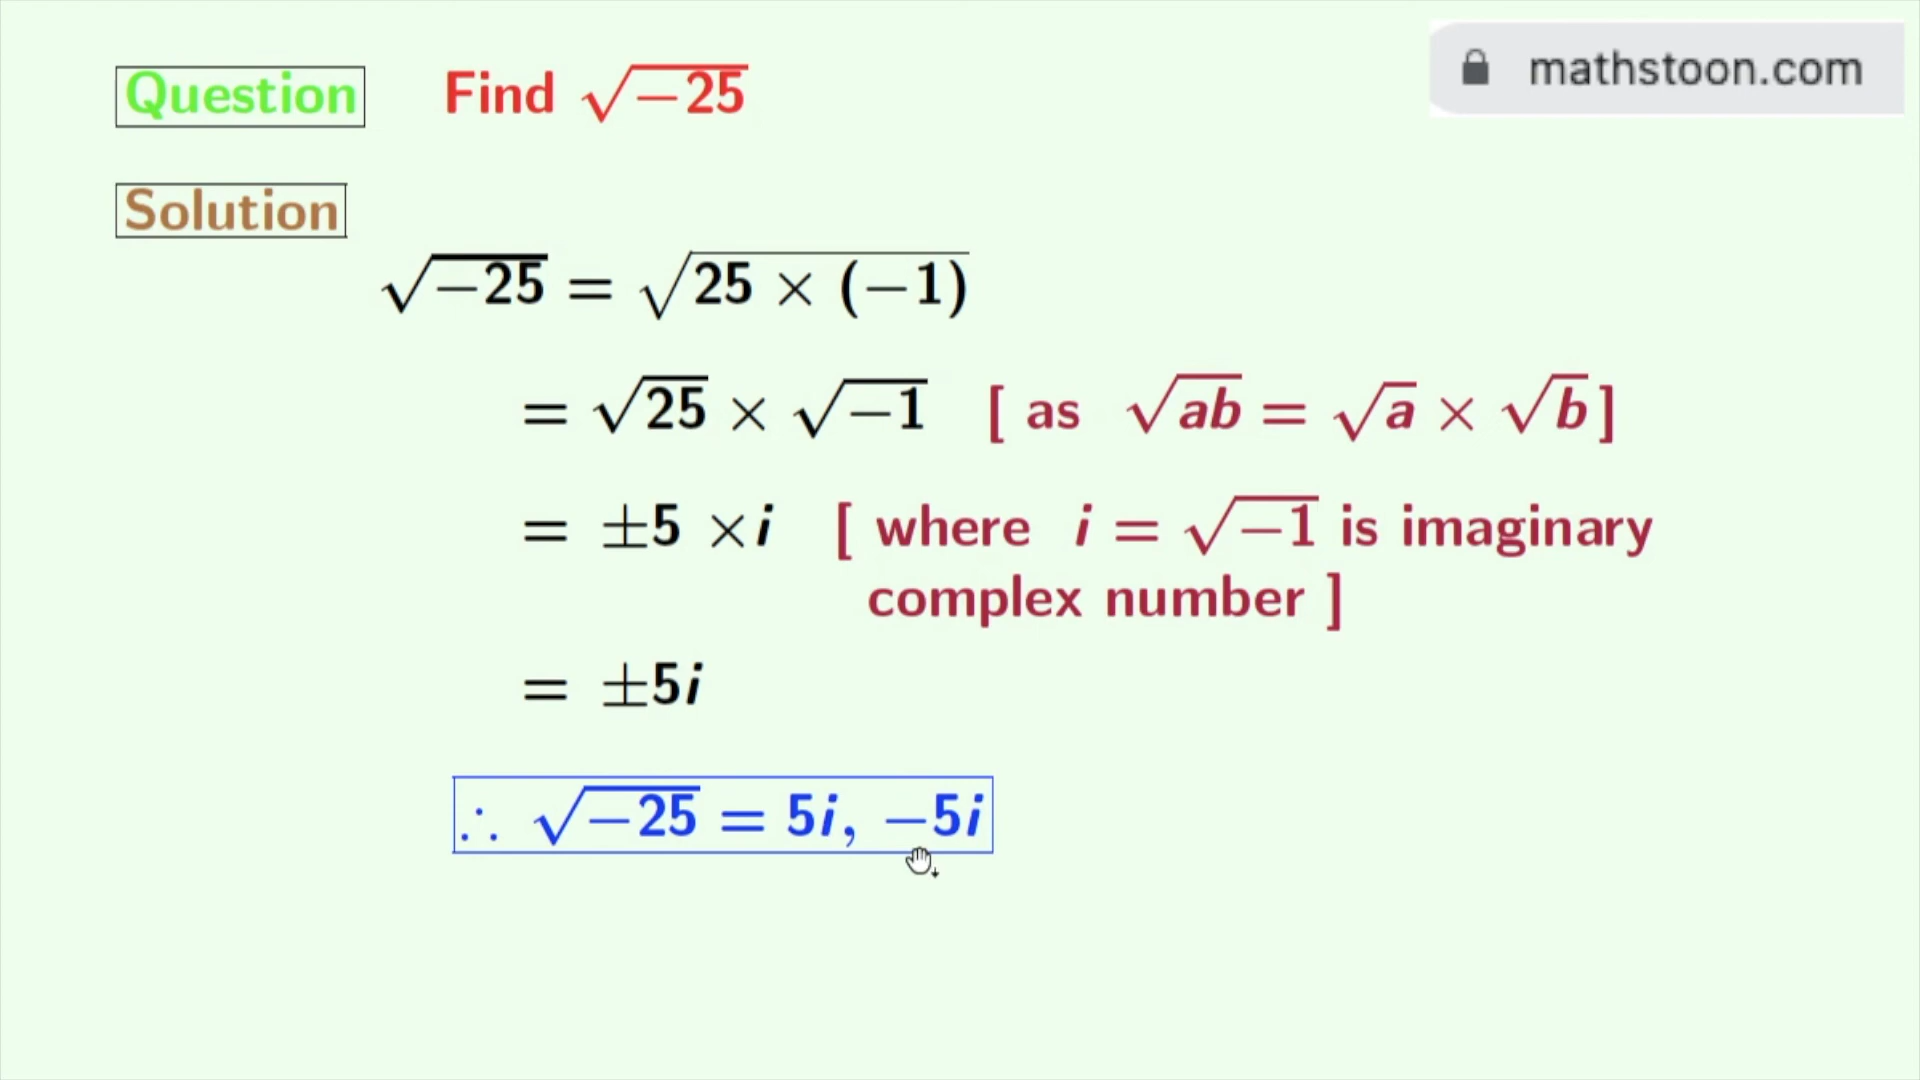 mathstoon.com
Question Find √−25
Solution
√−25 = √25 × (−1)
= √25 × √−1 [ as √ab = √a × √b ]
= ±5 ×i [ where i = √−1 is imaginary
complex number ]
= ±5i
∴ √−25 = 5i, −5i